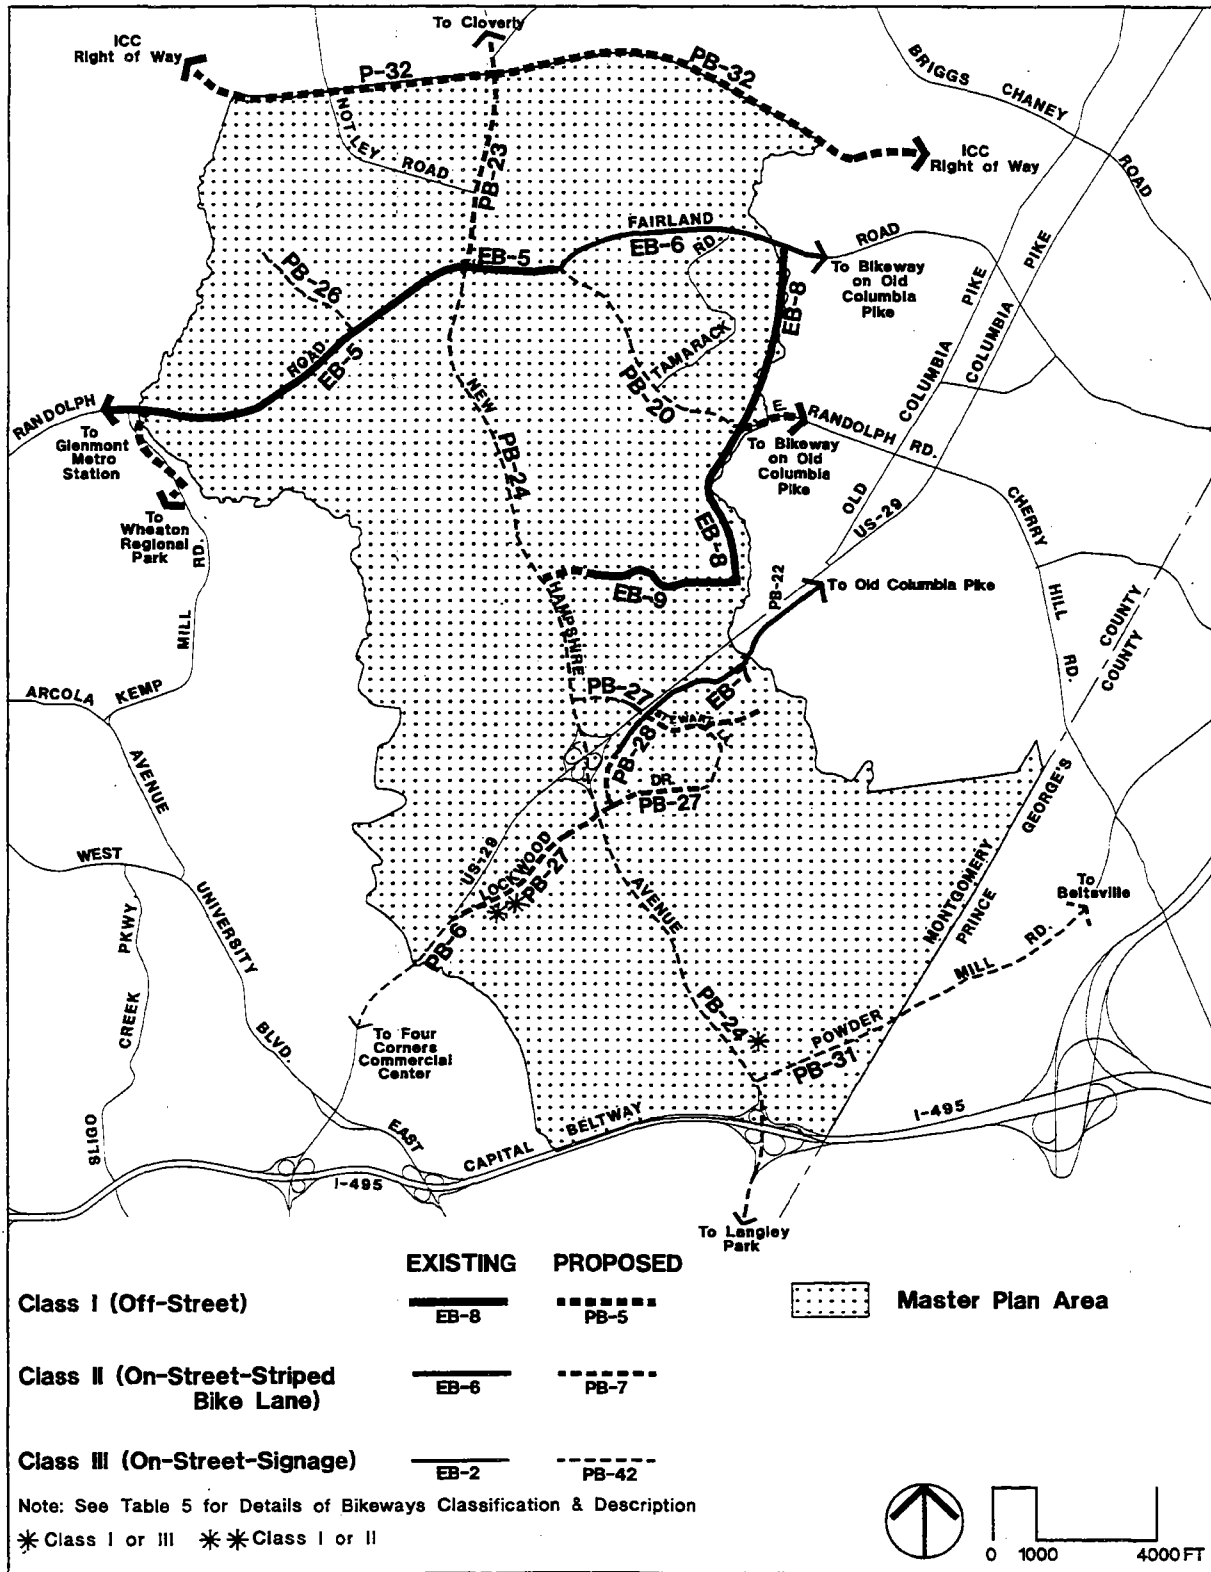 To Cloverly
ICC
Right of Way
P-32
PB-32
BRIGGS
CHANEY
ROAD
NOTLEY ROAD
PB-23
ICC
Right of Way
FAIRLAND
ROAD
EB-5
EB-6
RD.
PB-26
To Bikeway
on Old
Columbia
Pike
EB-8
PIKE
PIKE
ROAD
EB-5
TAMARACK
COLUMBIA
COLUMBIA
NEW
PB-20
RANDOLPH
To
Glenmont
Metro
Station
E.
RANDOLPH RD.
To Bikeway
on Old
Columbia
Pike
PB-24
OLD
US-29
CHERRY
To
Wheaton
Regional
Park
RD.
EB-8
PB-22
To Old Columbia Pike
EB-9
HAMPSHIRE
HILL
COUNTY
COUNTY
MILL
RD.
ARCOLA
KEMP
PB-27
EB-1
STEWART LA.
AVENUE
PB-28
DR.
PB-27
GEORGE'S
WEST
US-29
LOCKWOOD
PB-27
AVENUE
MONTGOMERY
PRINCE
To
Beltsville
UNIVERSITY
PKWY
PB-6
MILL
RD.
CREEK
PB-24
POWDER
PB-31
BLVD.
To Four
Corners
Commercial
Center
SLIGO
EAST
CAPITAL
BELTWAY
I-495
I-495
To Langley
Park
EXISTING
PROPOSED
Class I (Off-Street)
EB-8
PB-5
Master Plan Area
Class II (On-Street-Striped
Bike Lane)
EB-6
PB-7
Class III (On-Street-Signage)
EB-2
PB-42
Note: See Table 5 for Details of Bikeways Classification & Description
✳ Class I or III ✳✳ Class I or II
0 1000 4000 FT